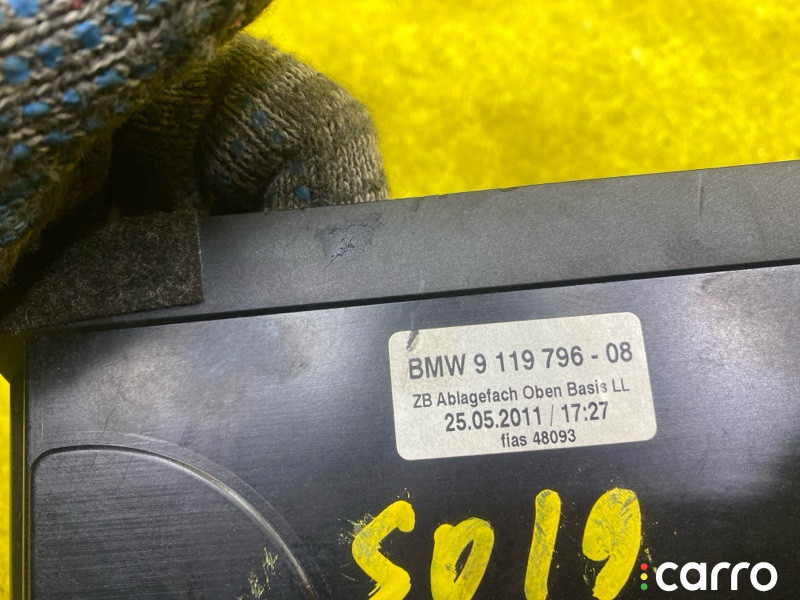 BMW 9 119 796 - 08
ZB Ablagefach Oben Basis LL
25.05.2011 / 17:27
fias 48093
5019
carro